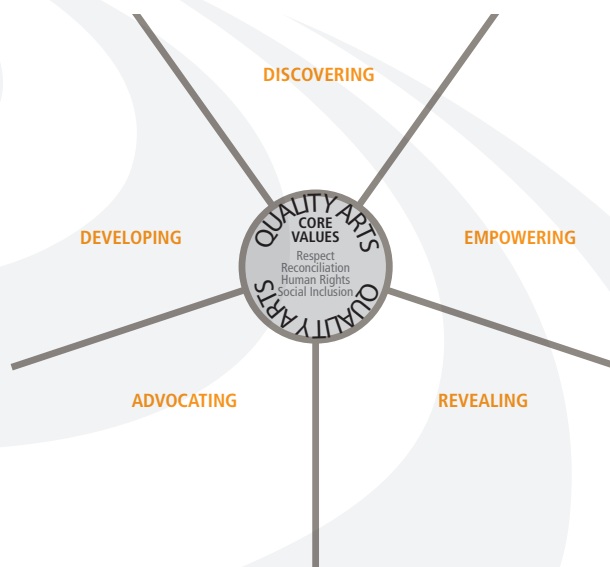 DISCOVERING
QUALITY ARTS
CORE
VALUES
DEVELOPING
EMPOWERING
Respect
Reconciliation
Human Rights
Social Inclusion
QUALITY ARTS
ADVOCATING
REVEALING